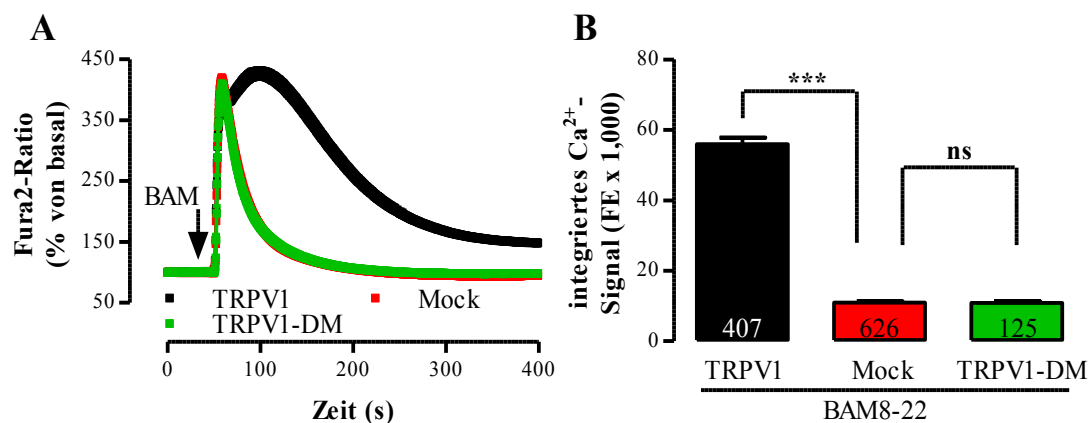 A
Fura2-Ratio
(% von basal)
450
350
250
150
50
BAM
TRPV1
Mock
TRPV1-DM
0
100
200
300
400
Zeit (s)
B
integriertes Ca²⁺-
Signal (FE x 1,000)
80
60
40
20
0
***
ns
407
626
125
TRPV1
Mock
TRPV1-DM
BAM8-22